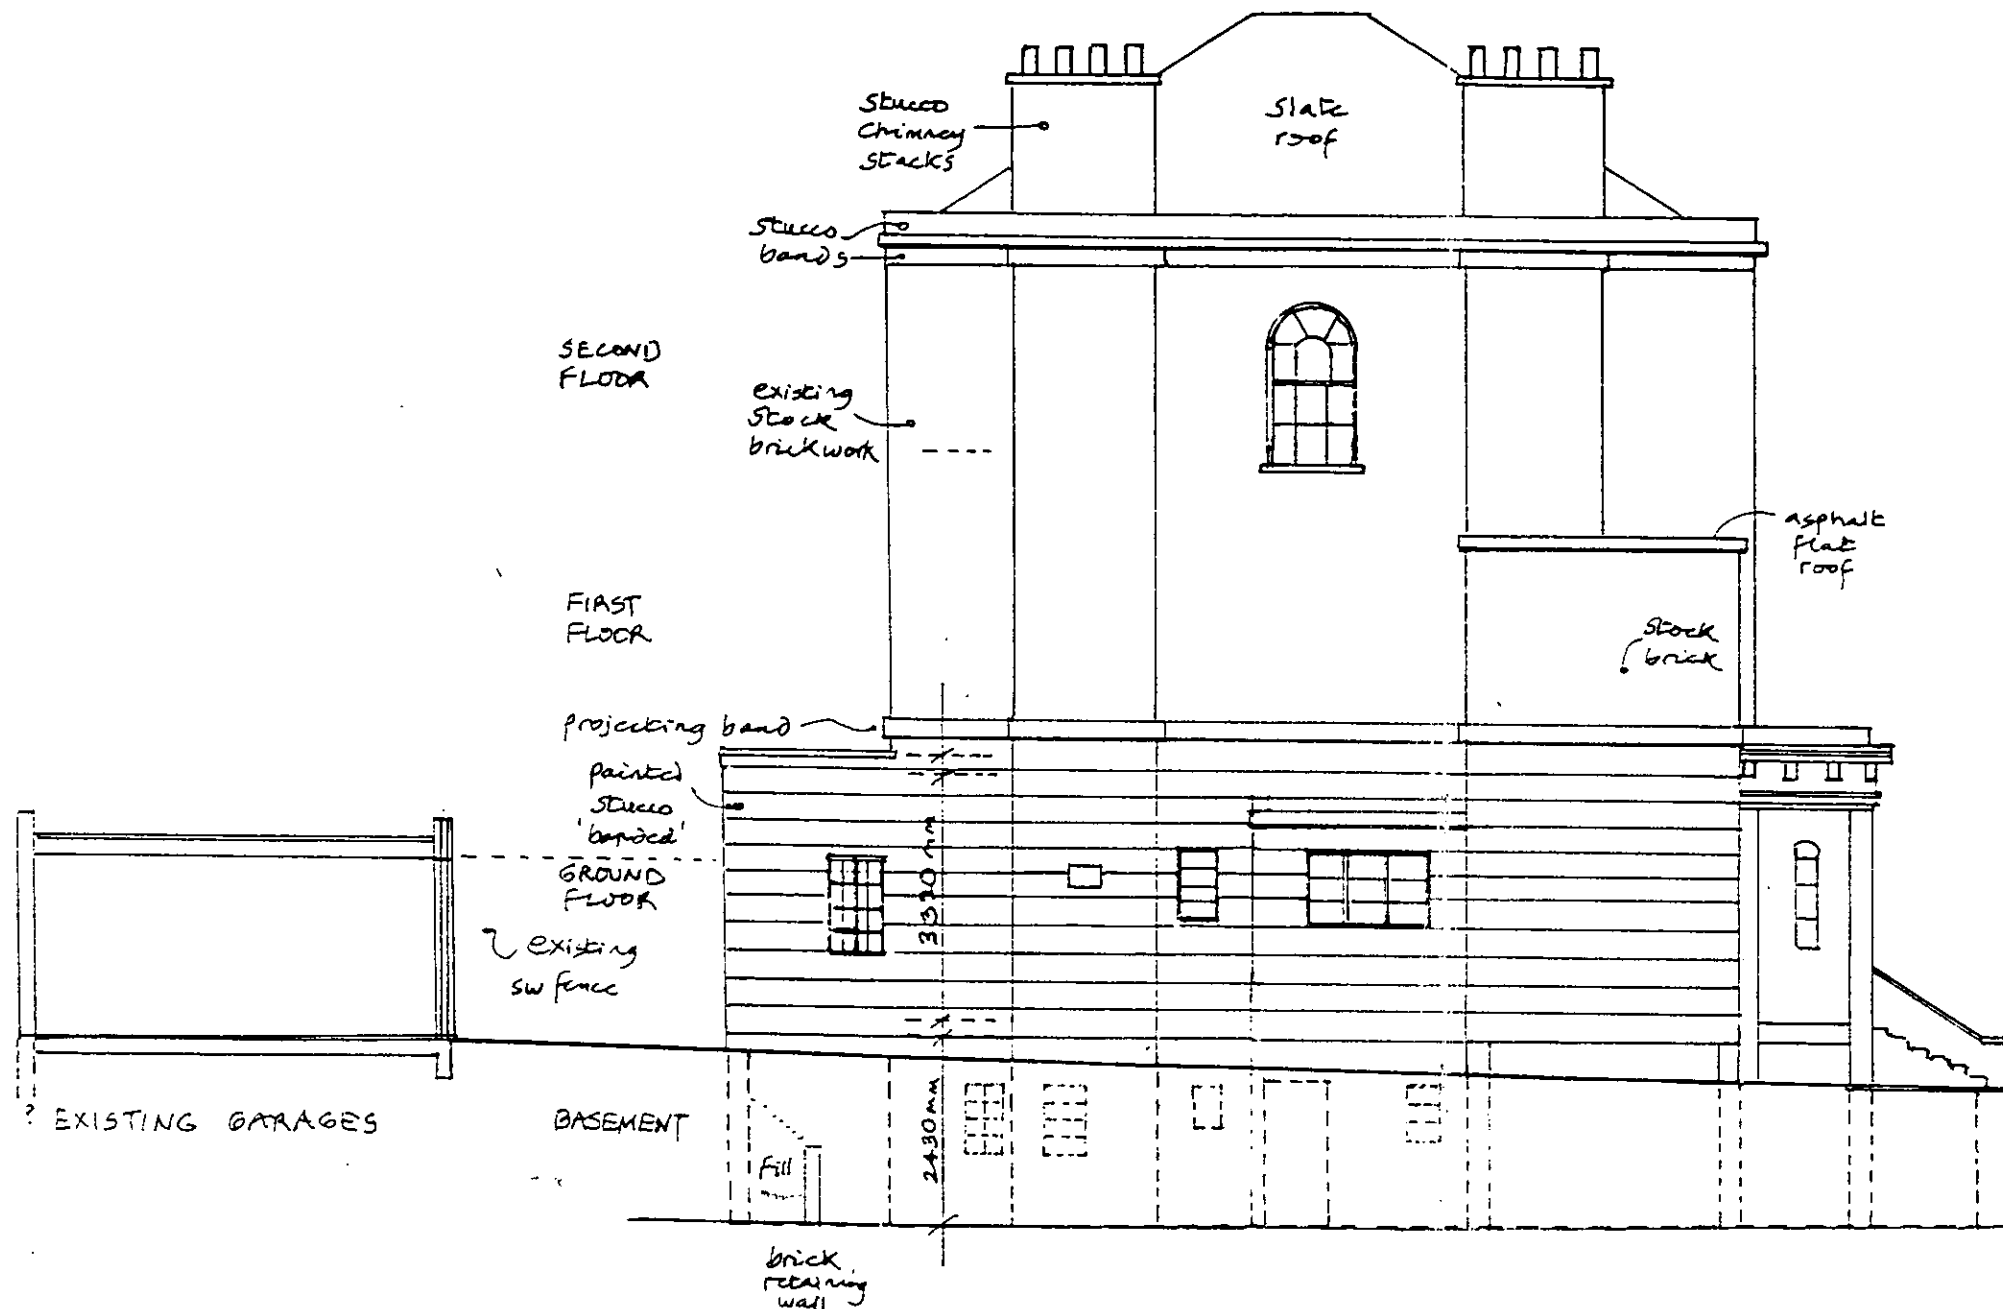 stucco
chimney
stacks
slate
roof
stucco
bands
SECOND
FLOOR
existing
stock
brickwork
asphalt
flat
roof
FIRST
FLOOR
stock
brick
projecting band
painted
stucco
'banded'
3320mm
GROUND
FLOOR
existing
sw fence
? EXISTING GARAGES
BASEMENT
2430mm
Fill
brick
retaining
wall